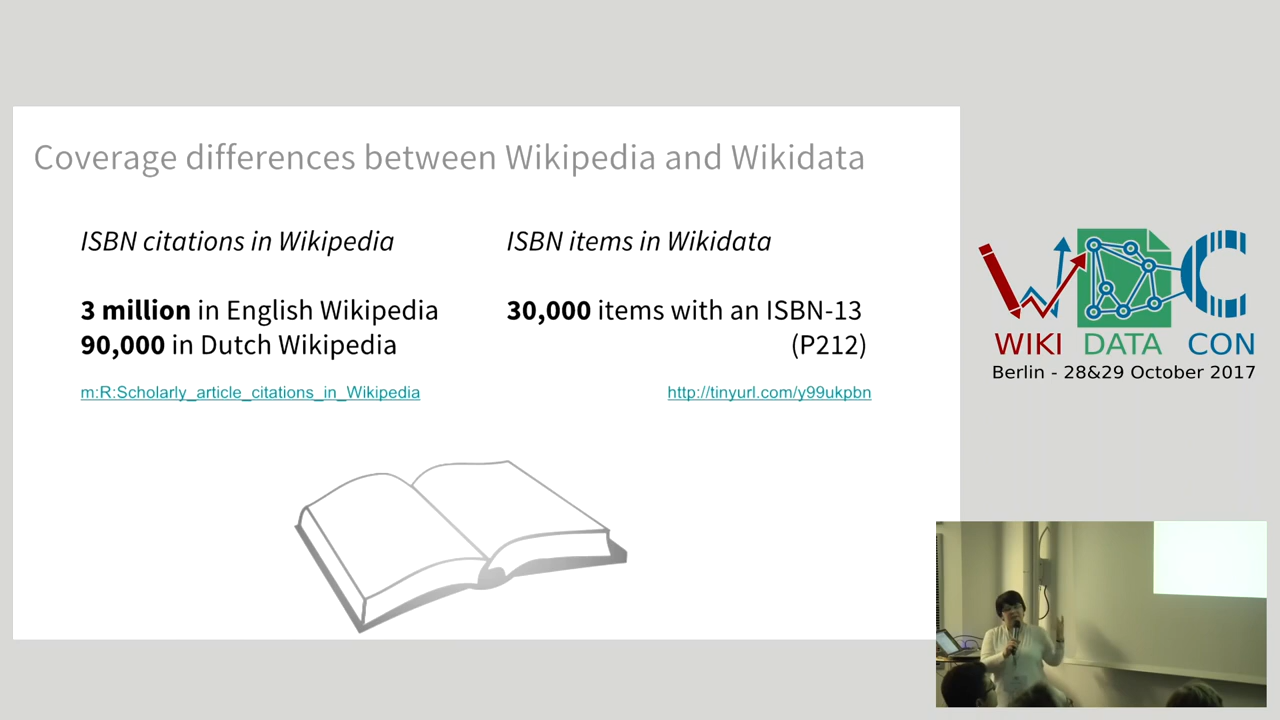 Coverage differences between Wikipedia and Wikidata
ISBN citations in Wikipedia
3 million in English Wikipedia
90,000 in Dutch Wikipedia
m:R:Scholarly_article_citations_in_Wikipedia
ISBN items in Wikidata
30,000 items with an ISBN-13
(P212)
http://tinyurl.com/y99ukpbn
WDC
WIKI DATA CON
Berlin - 28&29 October 2017